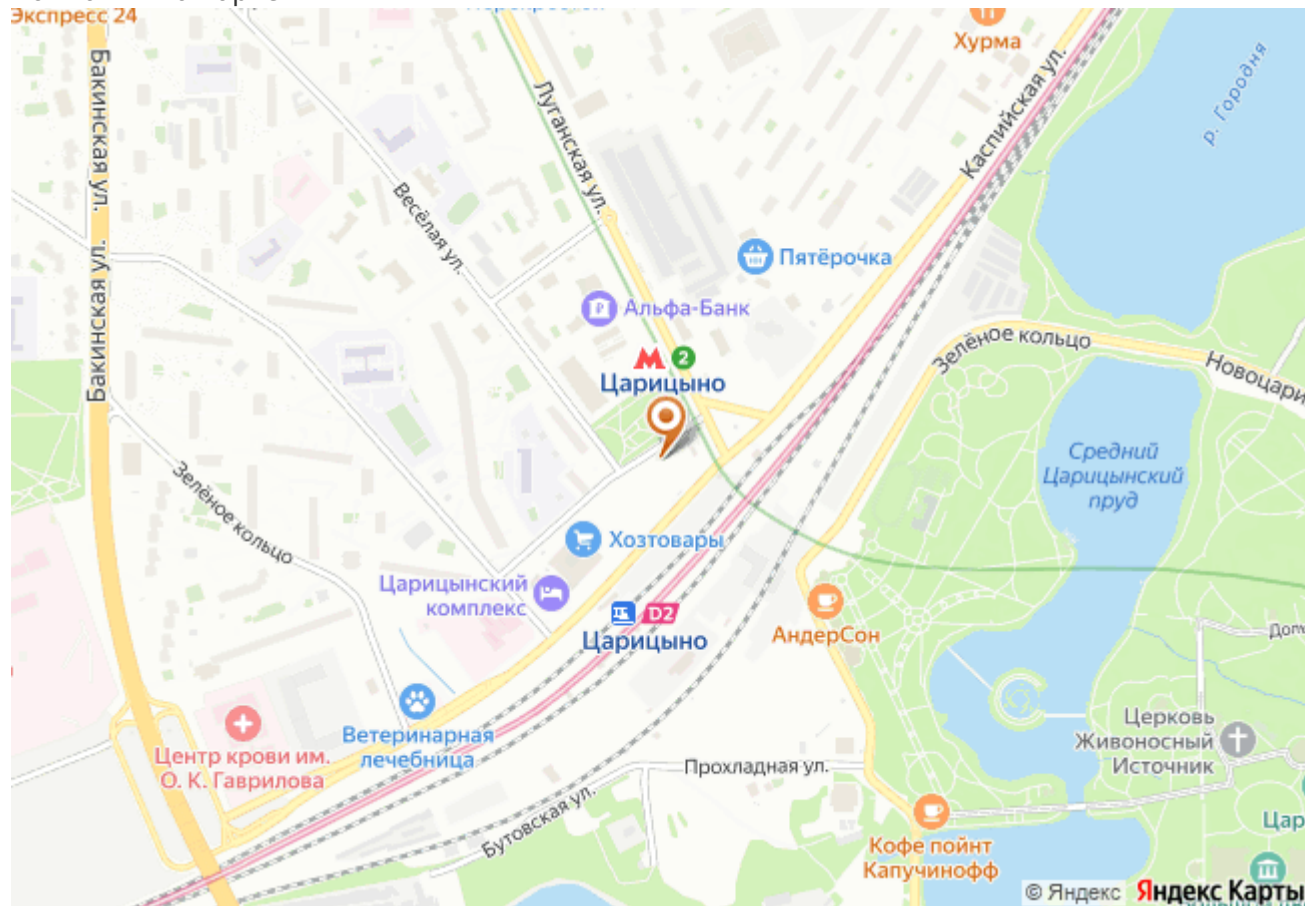 Экспресс 24
Хурма
Бакинская ул.
Луганская ул.
Каспийская ул.
р. Городня
Весёлая ул.
Бакинская ул.
Пятёрочка
Альфа-Банк
2
Царицыно
Зелёное кольцо
Средний
Царицынский
пруд
Зелёное кольцо
Хозтовары
Царицынский
комплекс
D2
Царицыно
АндерСон
Церковь
Живоносный
Источник
Ветеринарная
лечебница
Центр крови им.
О. К. Гаврилова
Прохладная ул.
Бутовская ул.
Кофе пойнт
Капучинофф
© Яндекс Яндекс Карты